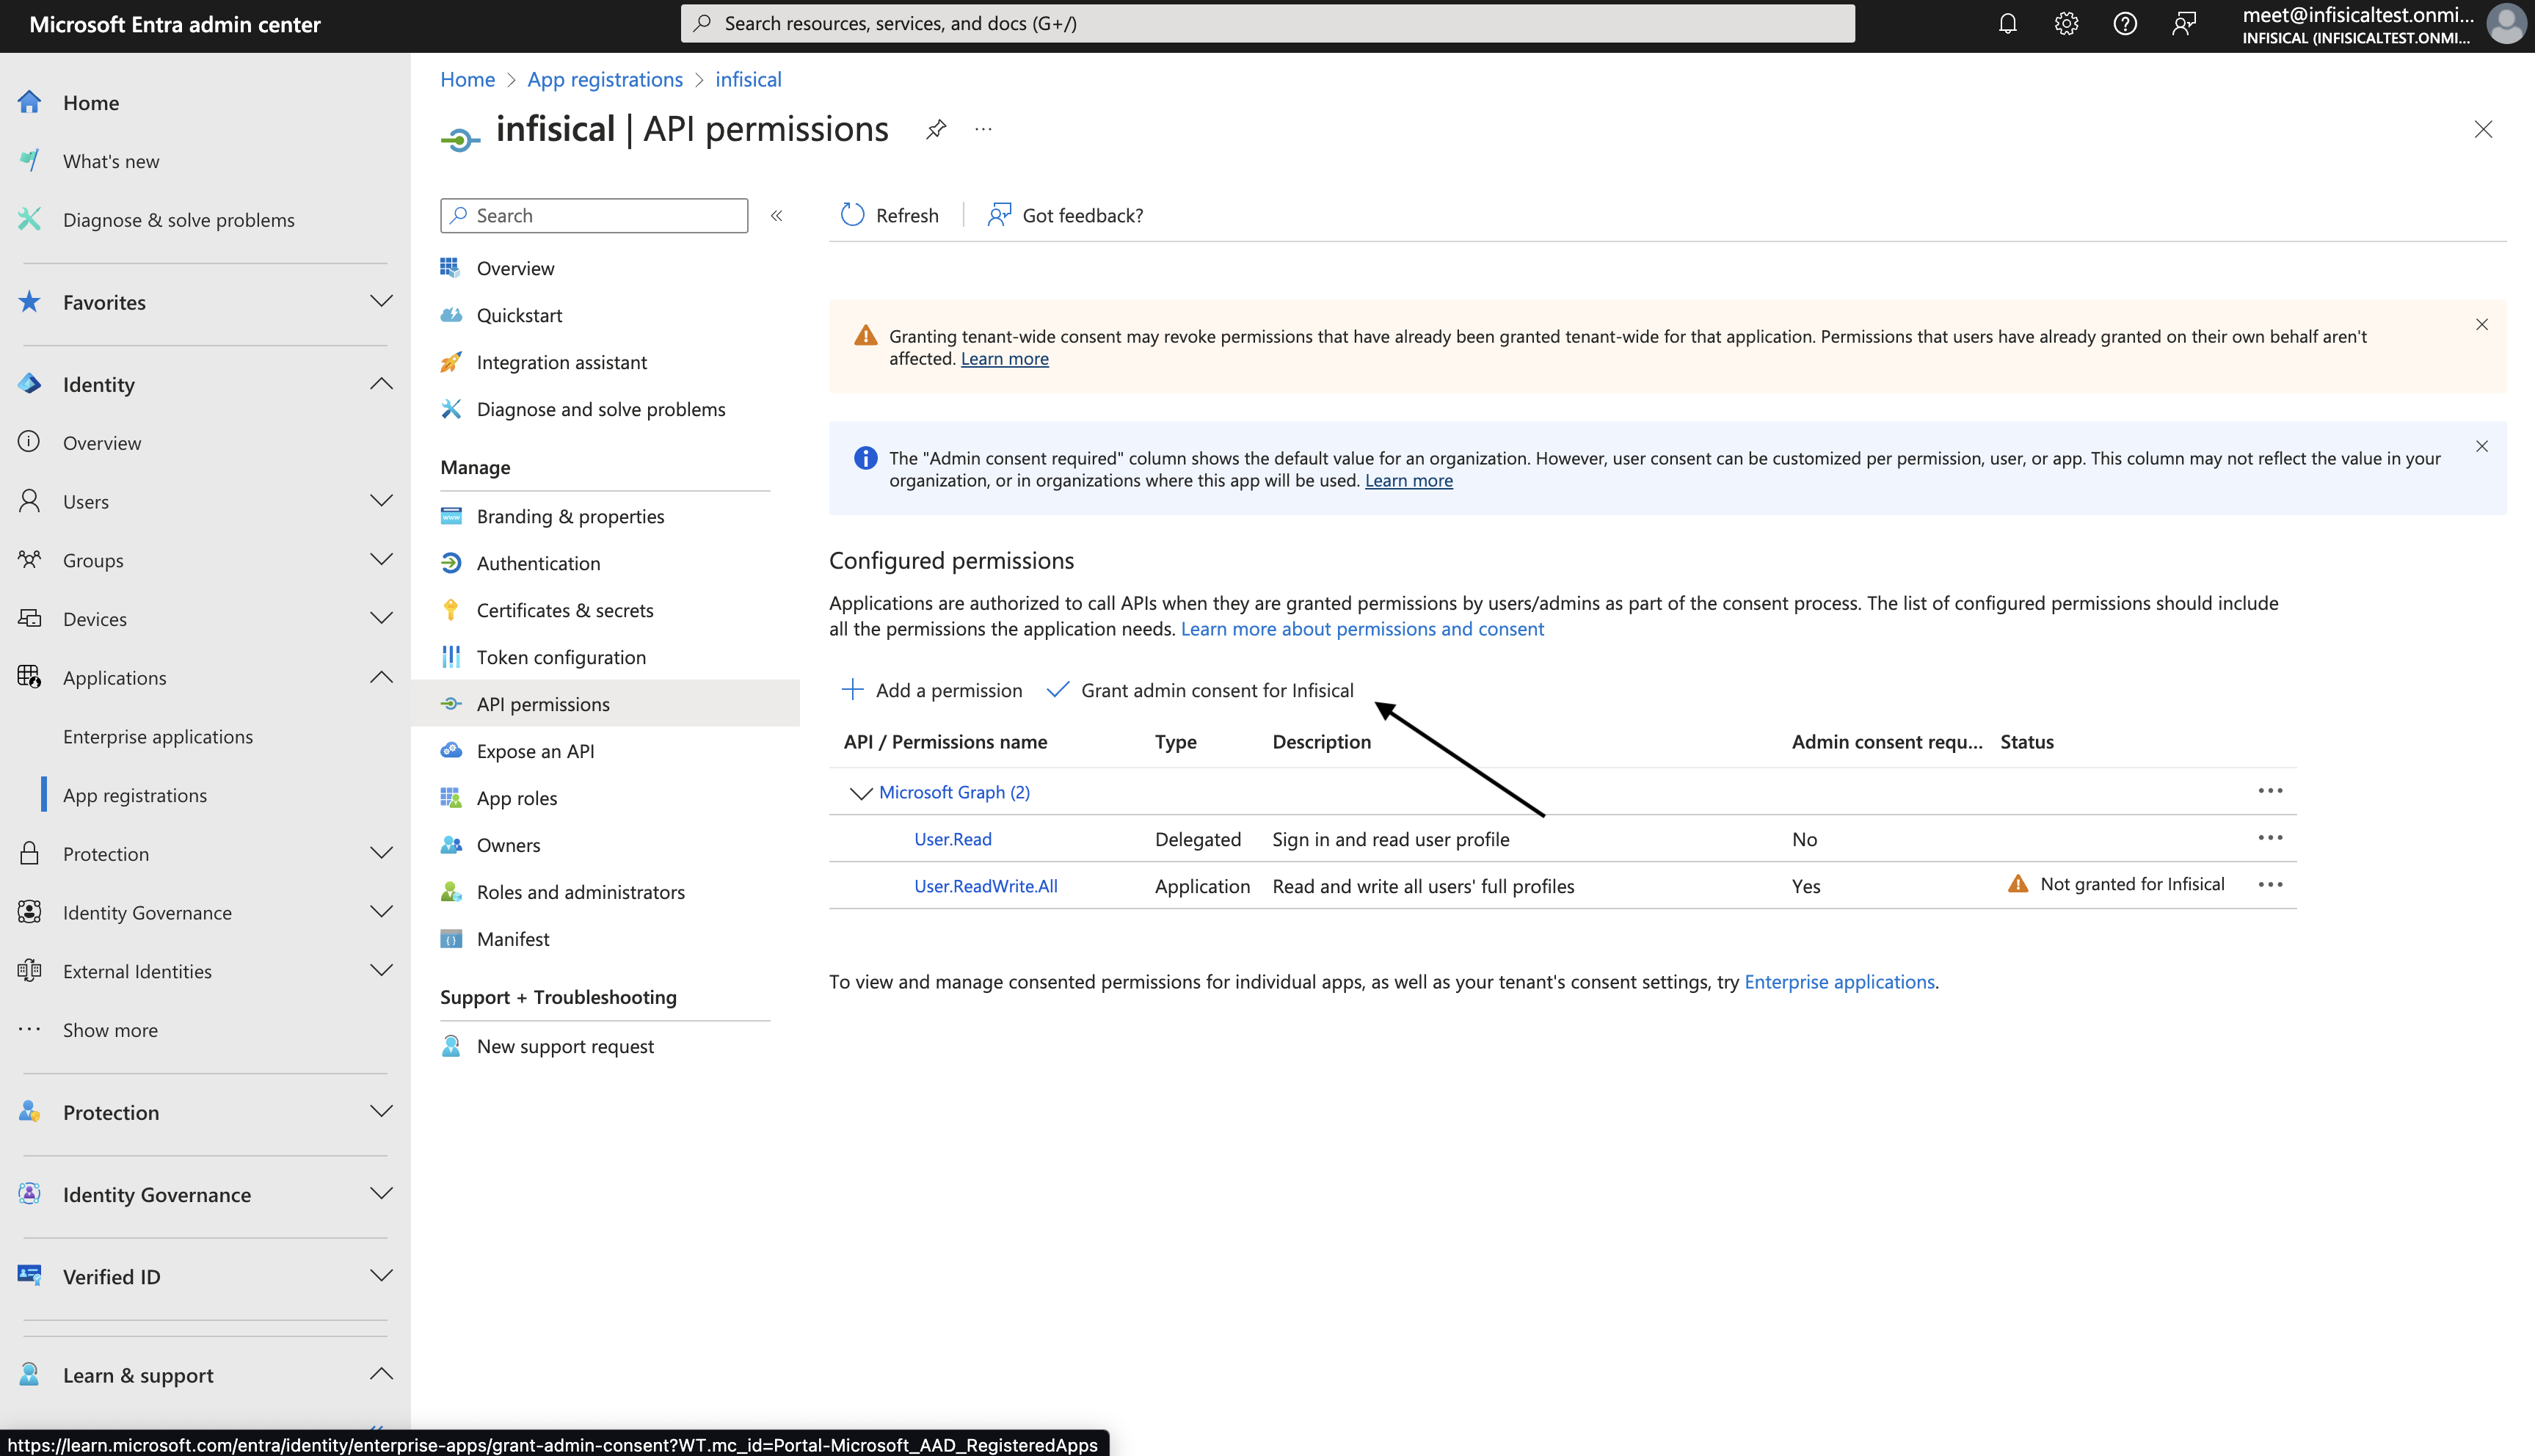 Microsoft Entra admin center
Search resources, services, and docs (G+/)
meet@infisicaltest.onmi...
INFISICAL (INFISICALTEST.ONMI...
Home
What's new
Diagnose & solve problems
Favorites
Identity
Overview
Users
Groups
Devices
Applications
Enterprise applications
App registrations
Protection
Identity Governance
External Identities
Show more
Protection
Identity Governance
Verified ID
Learn & support
Home > App registrations > infisical
infisical | API permissions
Search
Overview
Quickstart
Integration assistant
Diagnose and solve problems
Manage
Branding & properties
Authentication
Certificates & secrets
Token configuration
API permissions
Expose an API
App roles
Owners
Roles and administrators
Manifest
Support + Troubleshooting
New support request
Refresh
Got feedback?
Granting tenant-wide consent may revoke permissions that have already been granted tenant-wide for that application. Permissions that users have already granted on their own behalf aren't
affected. Learn more
The "Admin consent required" column shows the default value for an organization. However, user consent can be customized per permission, user, or app. This column may not reflect the value in your
organization, or in organizations where this app will be used. Learn more
Configured permissions
Applications are authorized to call APIs when they are granted permissions by users/admins as part of the consent process. The list of configured permissions should include
all the permissions the application needs. Learn more about permissions and consent
Add a permission Grant admin consent for Infisical
API / Permissions name Type Description Admin consent requ... Status
Microsoft Graph (2)
User.Read Delegated Sign in and read user profile No
User.ReadWrite.All Application Read and write all users' full profiles Yes Not granted for Infisical
To view and manage consented permissions for individual apps, as well as your tenant's consent settings, try Enterprise applications.
https://learn.microsoft.com/entra/identity/enterprise-apps/grant-admin-consent?WT.mc_id=Portal-Microsoft_AAD_RegisteredApps